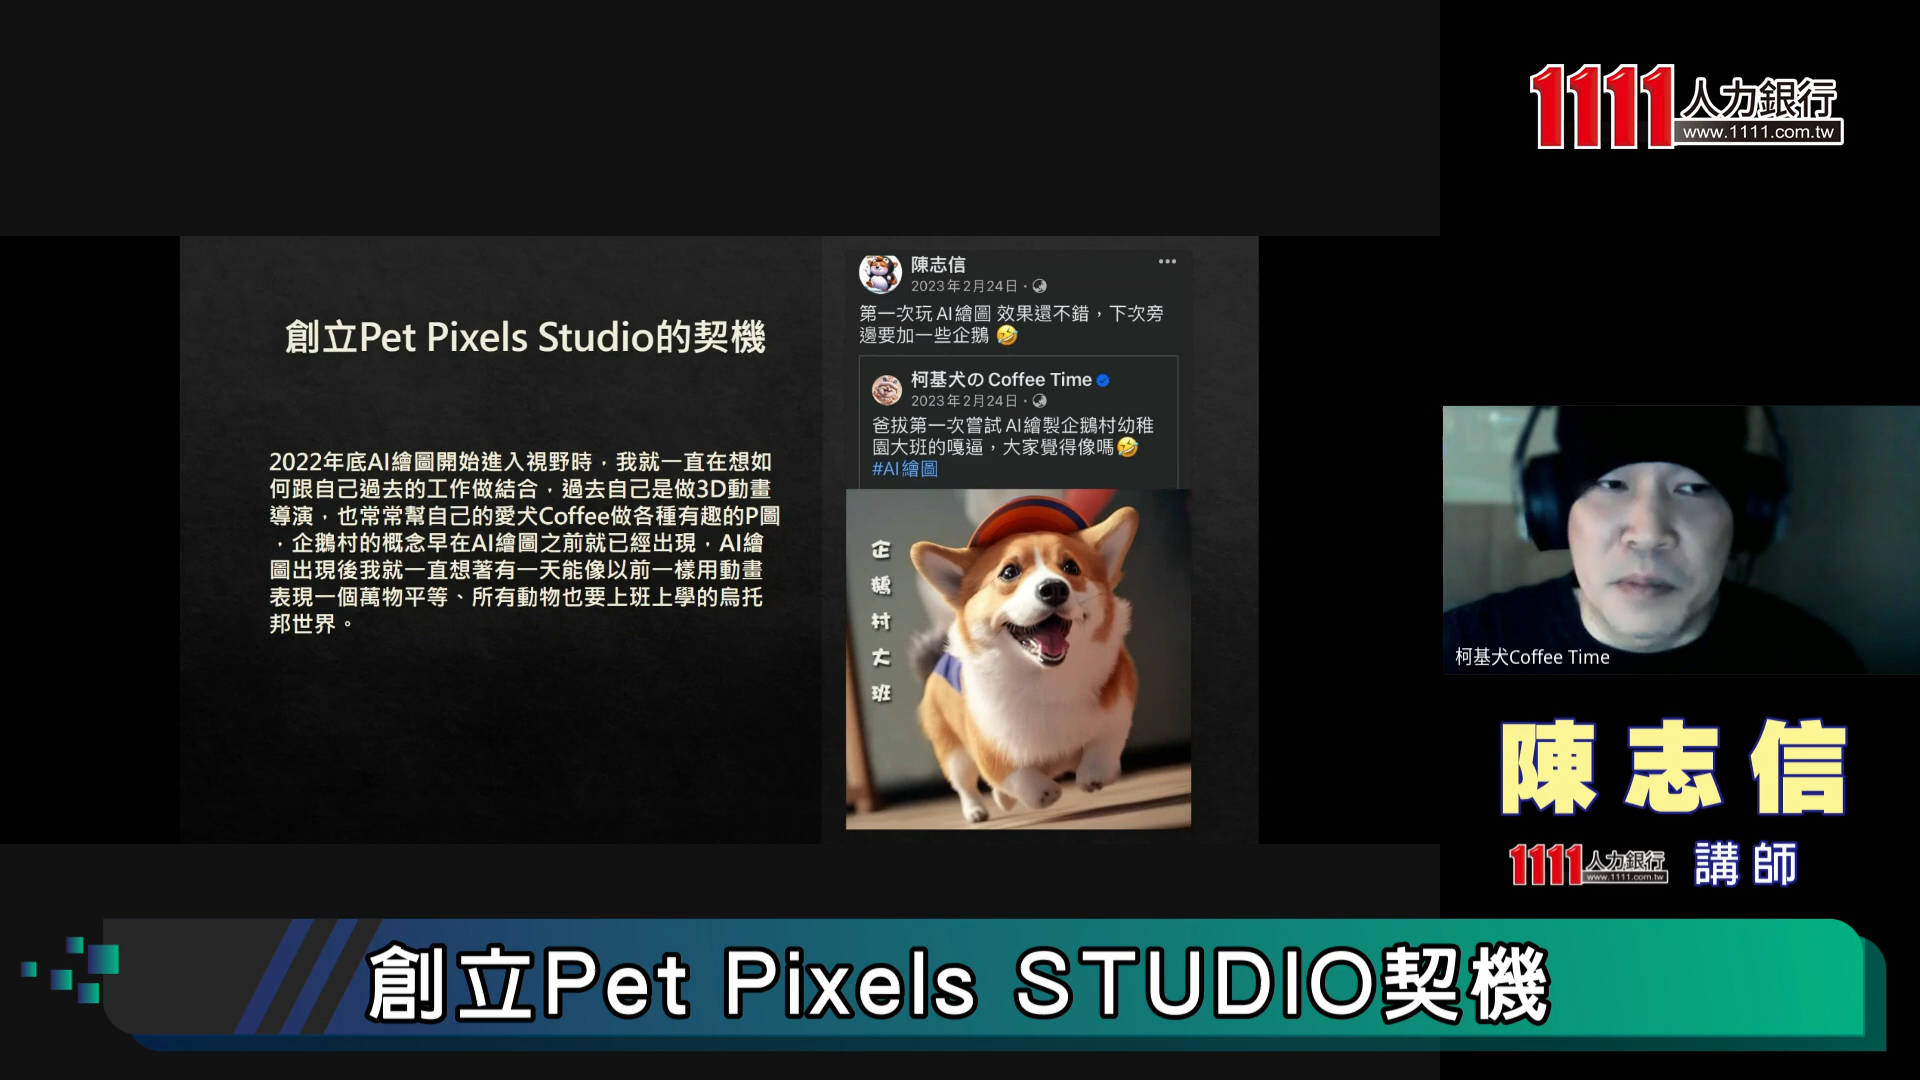 1111人力銀行
www.1111.com.tw
創立Pet Pixels Studio的契機
2022年底AI繪圖開始進入視野時，我就一直在想如
何跟自己過去的工作做結合，過去自己是做3D動畫
導演，也常常幫自己的愛犬Coffee做各種有趣的P圖
，企鵝村的概念早在AI繪圖之前就已經出現，AI繪
圖出現後我就一直想著有一天能像以前一樣用動畫
表現一個萬物平等、所有動物也要上班上學的烏托
邦世界。
陳志信
2023年2月24日·
第一次玩AI繪圖 效果還不錯，下次旁
邊要加一些企鵝 🤣
柯基犬のCoffee Time
2023年2月24日·
爸拔第一次嘗試AI繪製企鵝村幼稚
園大班的嘎逼，大家覺得像嗎🤣
#AI繪圖
企鵝村大班
柯基犬Coffee Time
陳志信
1111人力銀行 講師
www.1111.com.tw
創立Pet Pixels STUDIO契機